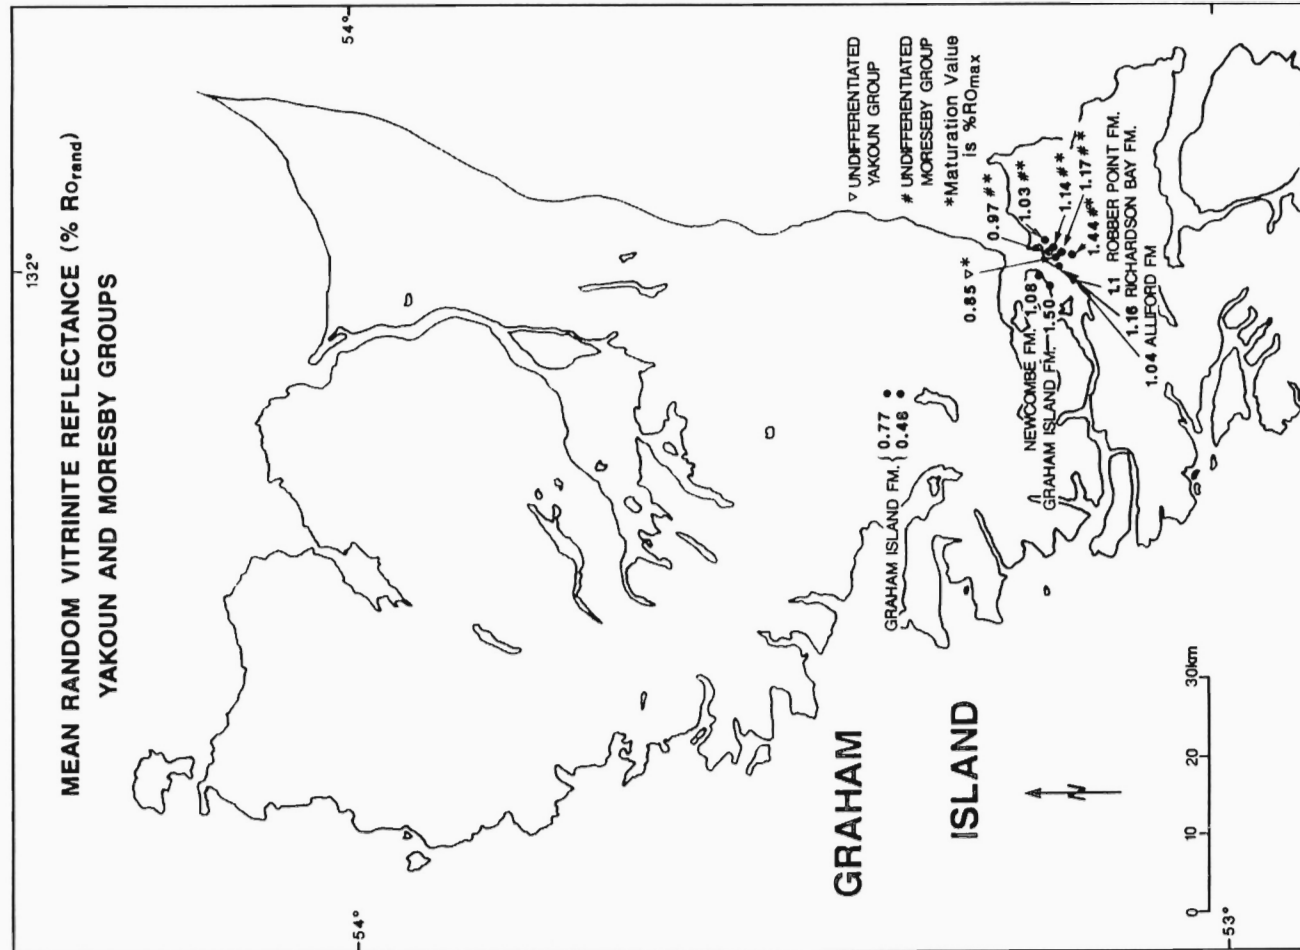 MEAN RANDOM VITRINITE REFLECTANCE (% Ro rand)
YAKOUN AND MORESBY GROUPS
132°
54°
54°
53°
▽ UNDIFFERENTIATED
YAKOUN GROUP
# UNDIFFERENTIATED
MORESEBY GROUP
*Maturation Value
is %ROmax
0.85 ▽*
0.97 #*
1.03 #*
1.14 #*
1.17 #*
1.44 #*
1.1 ROBBER POINT FM.
1.16 RICHARDSON BAY FM.
1.04 ALLIFORD FM
NEWCOMBE FM. 1.08
GRAHAM ISLAND FM. 1.50
GRAHAM ISLAND FM. { 0.77
0.48
GRAHAM
ISLAND
N
0 10 20 30km